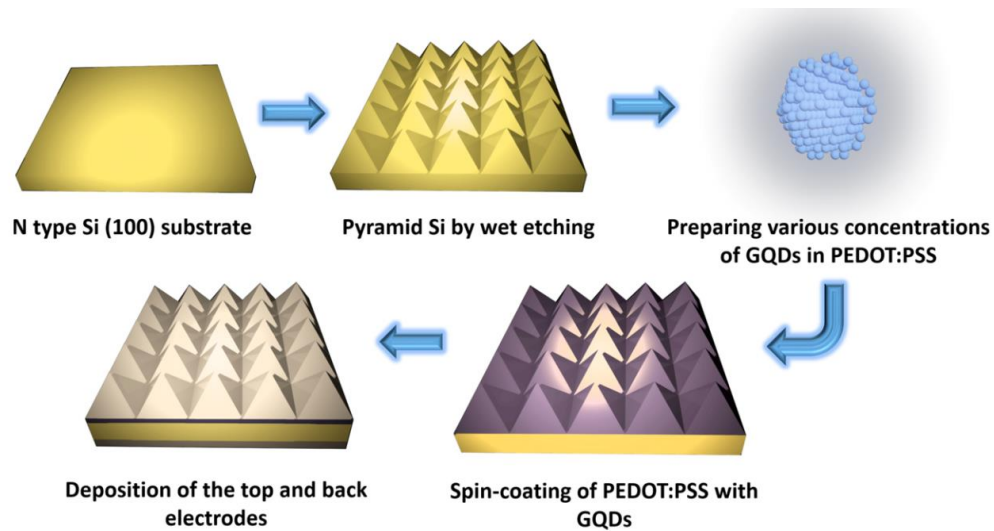 N type Si (100) substrate
Pyramid Si by wet etching
Preparing various concentrations
of GQDs in PEDOT:PSS
Spin-coating of PEDOT:PSS with
GQDs
Deposition of the top and back
electrodes